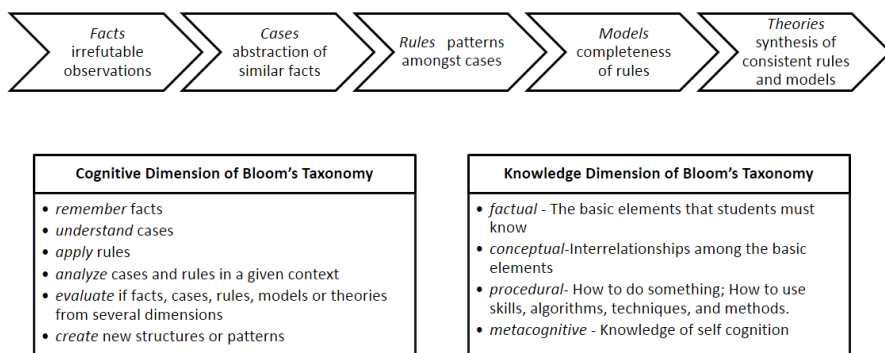 Facts
irrefutable
observations
Cases
abstraction of
similar facts
Rules patterns
amongst cases
Models
completeness
of rules
Theories
synthesis of
consistent rules
and models
Cognitive Dimension of Bloom's Taxonomy
• remember facts
• understand cases
• apply rules
• analyze cases and rules in a given context
• evaluate if facts, cases, rules, models or theories
from several dimensions
• create new structures or patterns
Knowledge Dimension of Bloom's Taxonomy
• factual - The basic elements that students must
know
• conceptual-Interrelationships among the basic
elements
• procedural- How to do something; How to use
skills, algorithms, techniques, and methods.
• metacognitive - Knowledge of self cognition